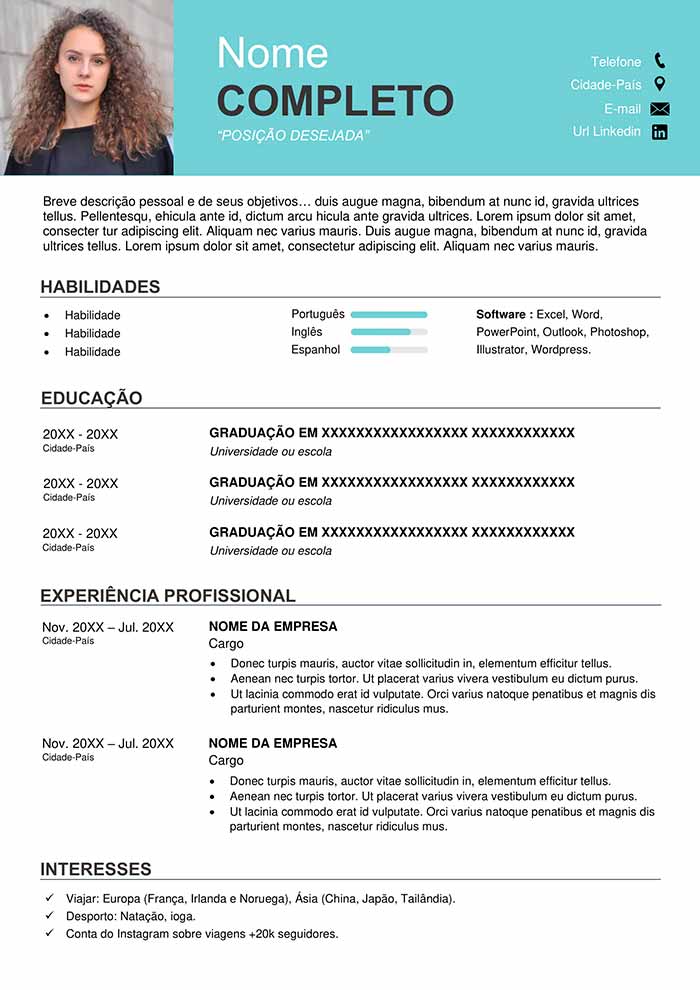 Nome
COMPLETO
“POSIÇÃO DESEJADA”
Telefone
Cidade-País
E-mail
Url Linkedin
in
Breve descrição pessoal e de seus objetivos… duis augue magna, bibendum at nunc id, gravida ultrices
tellus. Pellentesqu, ehicula ante id, dictum arcu hicula ante gravida ultrices. Lorem ipsum dolor sit amet,
consecter tur adipiscing elit. Aliquam nec varius mauris. Duis augue magna, bibendum at nunc id, gravida
ultrices tellus. Lorem ipsum dolor sit amet, consectetur adipiscing elit. Aliquam nec varius mauris.
HABILIDADES
• Habilidade
• Habilidade
• Habilidade
Português
Inglês
Espanhol
Software : Excel, Word,
PowerPoint, Outlook, Photoshop,
Illustrator, Wordpress.
EDUCAÇÃO
20XX - 20XX
Cidade-País
GRADUAÇÃO EM XXXXXXXXXXXXXXXXX XXXXXXXXXXXX
Universidade ou escola
20XX - 20XX
Cidade-País
GRADUAÇÃO EM XXXXXXXXXXXXXXXXX XXXXXXXXXXXX
Universidade ou escola
20XX - 20XX
Cidade-País
GRADUAÇÃO EM XXXXXXXXXXXXXXXXX XXXXXXXXXXXX
Universidade ou escola
EXPERIÊNCIA PROFISSIONAL
Nov. 20XX – Jul. 20XX
Cidade-País
NOME DA EMPRESA
Cargo
• Donec turpis mauris, auctor vitae sollicitudin in, elementum efficitur tellus.
• Aenean nec turpis tortor. Ut placerat varius vivera vestibulum eu dictum purus.
• Ut lacinia commodo erat id vulputate. Orci varius natoque penatibus et magnis dis
parturient montes, nascetur ridiculus mus.
Nov. 20XX – Jul. 20XX
Cidade-País
NOME DA EMPRESA
Cargo
• Donec turpis mauris, auctor vitae sollicitudin in, elementum efficitur tellus.
• Aenean nec turpis tortor. Ut placerat varius vivera vestibulum eu dictum purus.
• Ut lacinia commodo erat id vulputate. Orci varius natoque penatibus et magnis dis
parturient montes, nascetur ridiculus mus.
INTERESSES
✓ Viajar: Europa (França, Irlanda e Noruega), Ásia (China, Japão, Tailândia).
✓ Desporto: Natação, ioga.
✓ Conta do Instagram sobre viagens +20k seguidores.